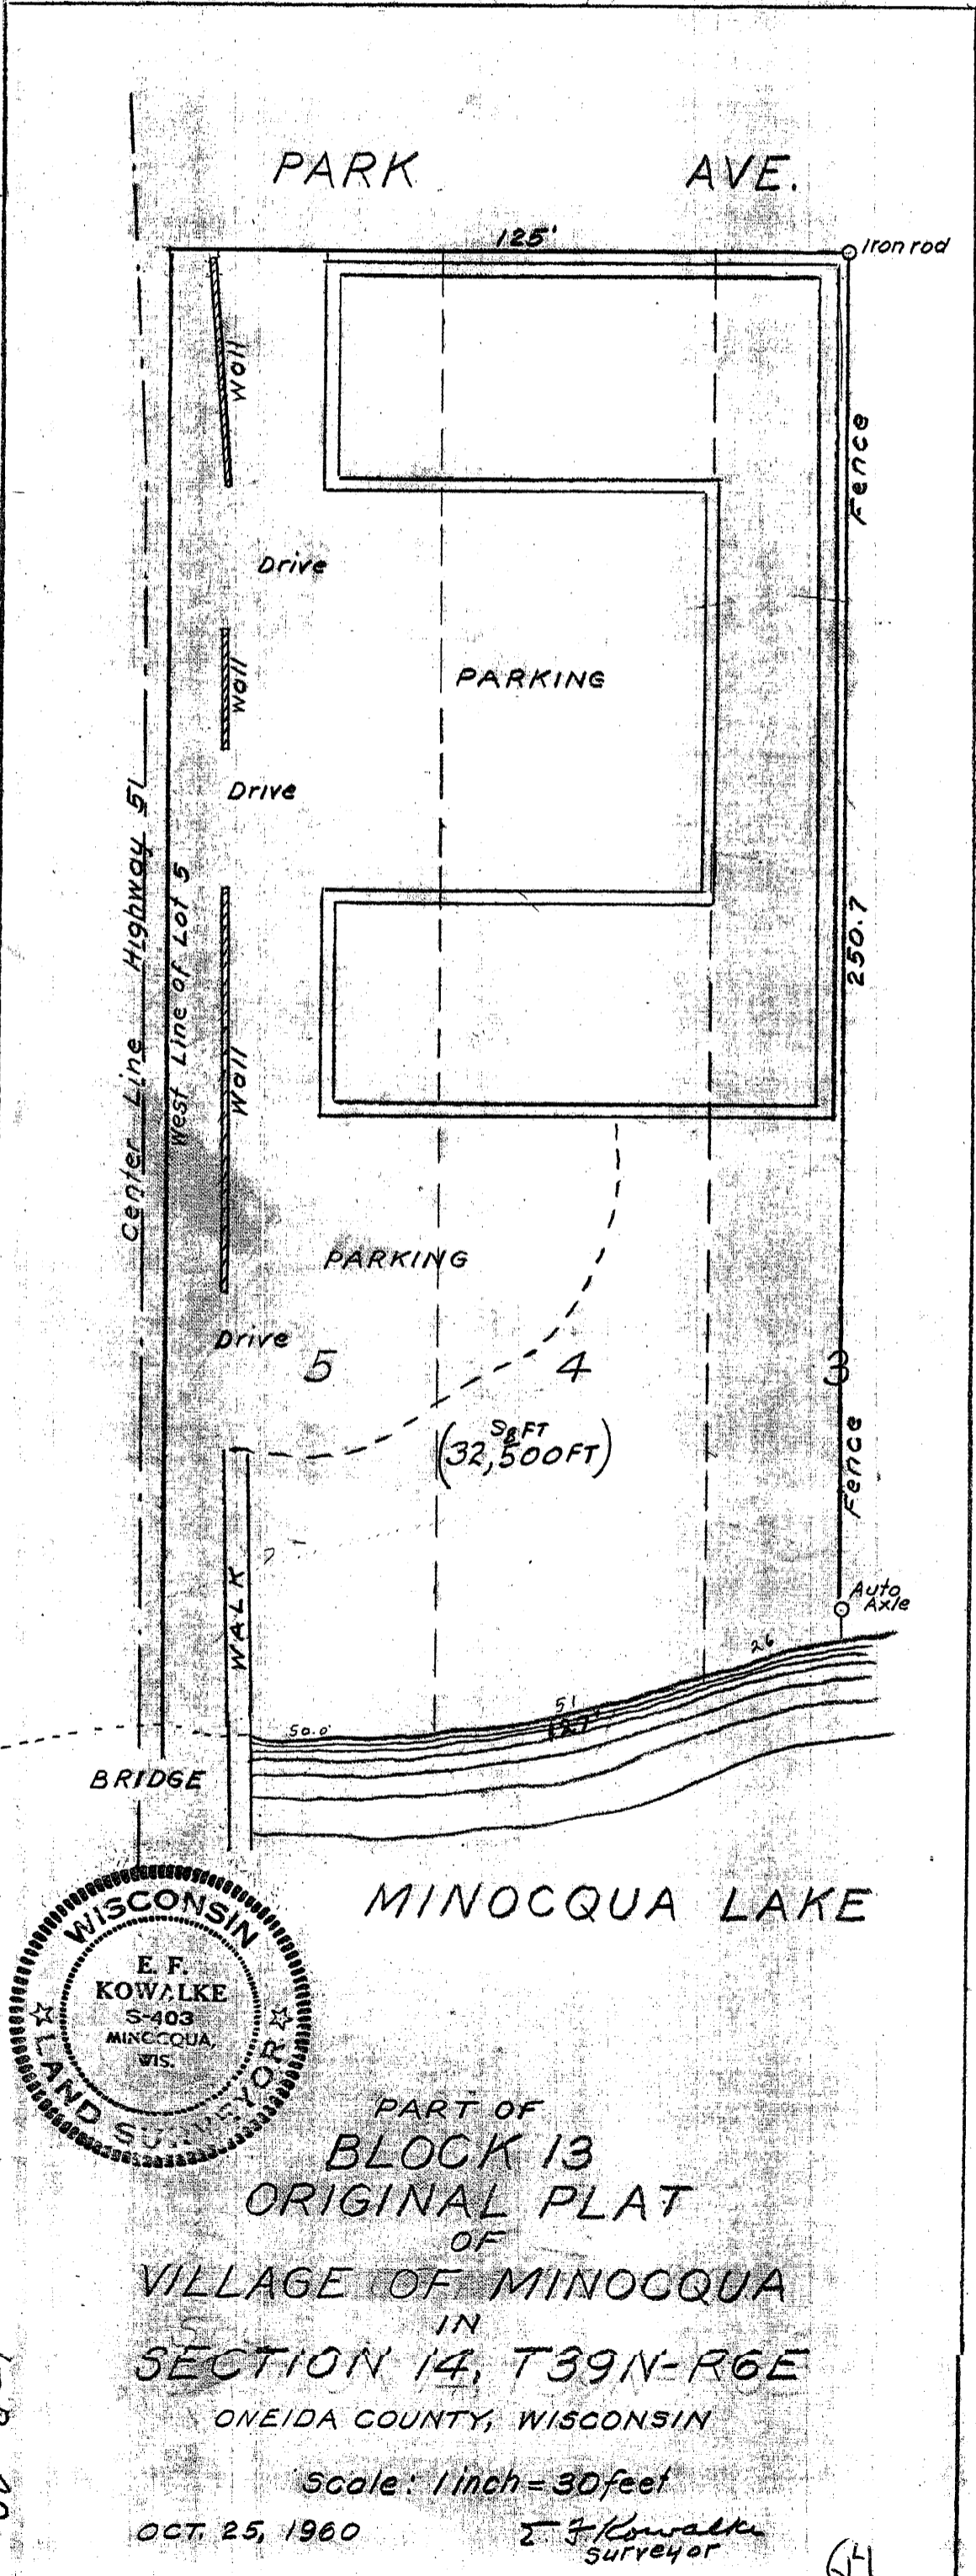 PARK AVE.
125'
Iron rod
Wall
Fence
Drive
Wall
PARKING
Drive
Center Line Highway 51
West Line of Lot 5
250.7
Wall
PARKING
Drive
5
4
3
Sq FT
(32,500FT)
Fence
WALK
Auto
Axle
26
51
50.0'
BRIDGE
MINOCQUA LAKE
WISCONSIN
E. F.
KOWALKE
S-403
MINOCQUA,
WIS.
LAND SURVEYOR
PART OF
BLOCK 13
ORIGINAL PLAT
OF
VILLAGE OF MINOCQUA
IN
SECTION 14, T39N-R6E
ONEIDA COUNTY, WISCONSIN
Scale: 1 inch = 30 feet
OCT. 25, 1960
E F Kowalke
Surveyor